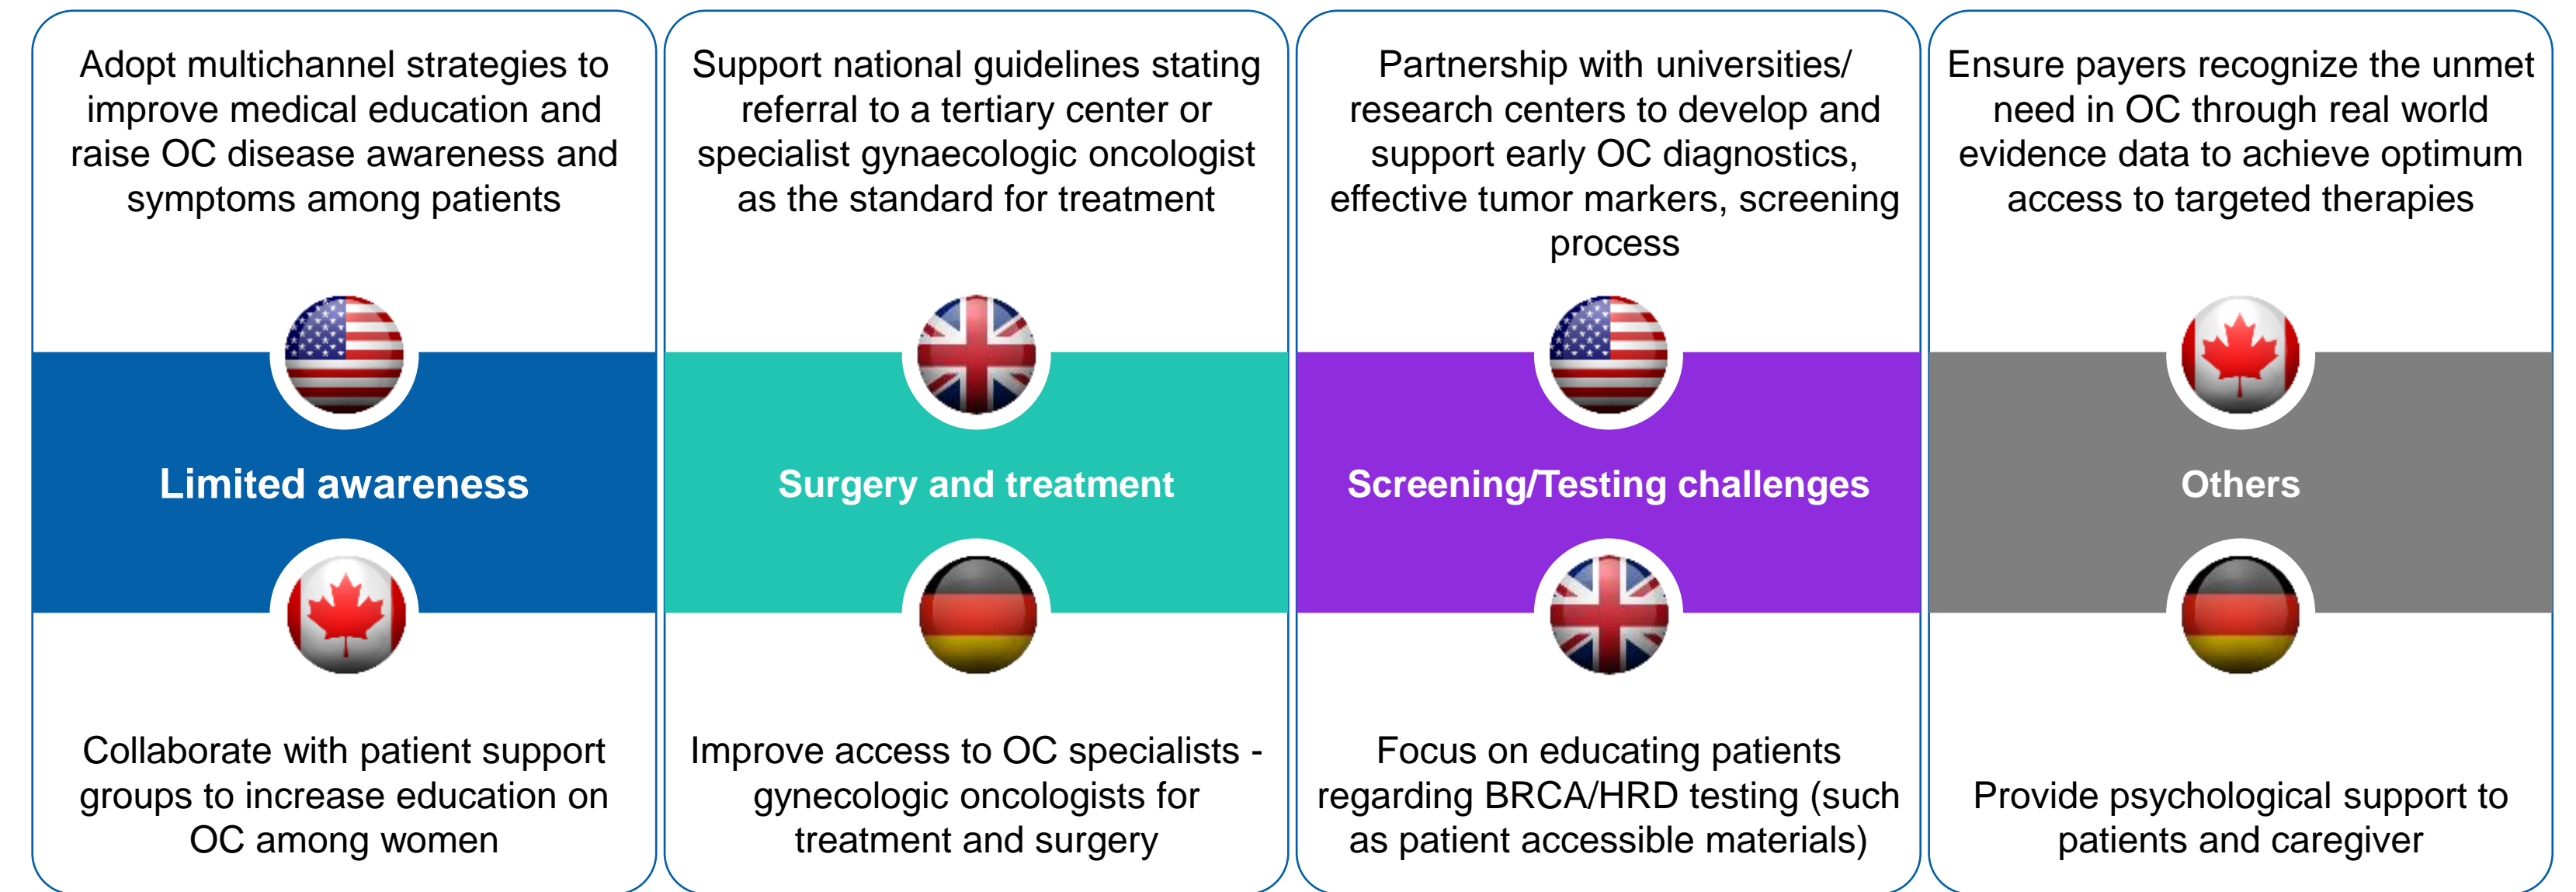 Adopt multichannel strategies to
improve medical education and
raise OC disease awareness and
symptoms among patients
Limited awareness
Collaborate with patient support
groups to increase education on
OC among women
Support national guidelines stating
referral to a tertiary center or
specialist gynaecologic oncologist
as the standard for treatment
Surgery and treatment
Improve access to OC specialists -
gynecologic oncologists for
treatment and surgery
Partnership with universities/
research centers to develop and
support early OC diagnostics,
effective tumor markers, screening
process
Screening/Testing challenges
Focus on educating patients
regarding BRCA/HRD testing (such
as patient accessible materials)
Ensure payers recognize the unmet
need in OC through real world
evidence data to achieve optimum
access to targeted therapies
Others
Provide psychological support to
patients and caregiver